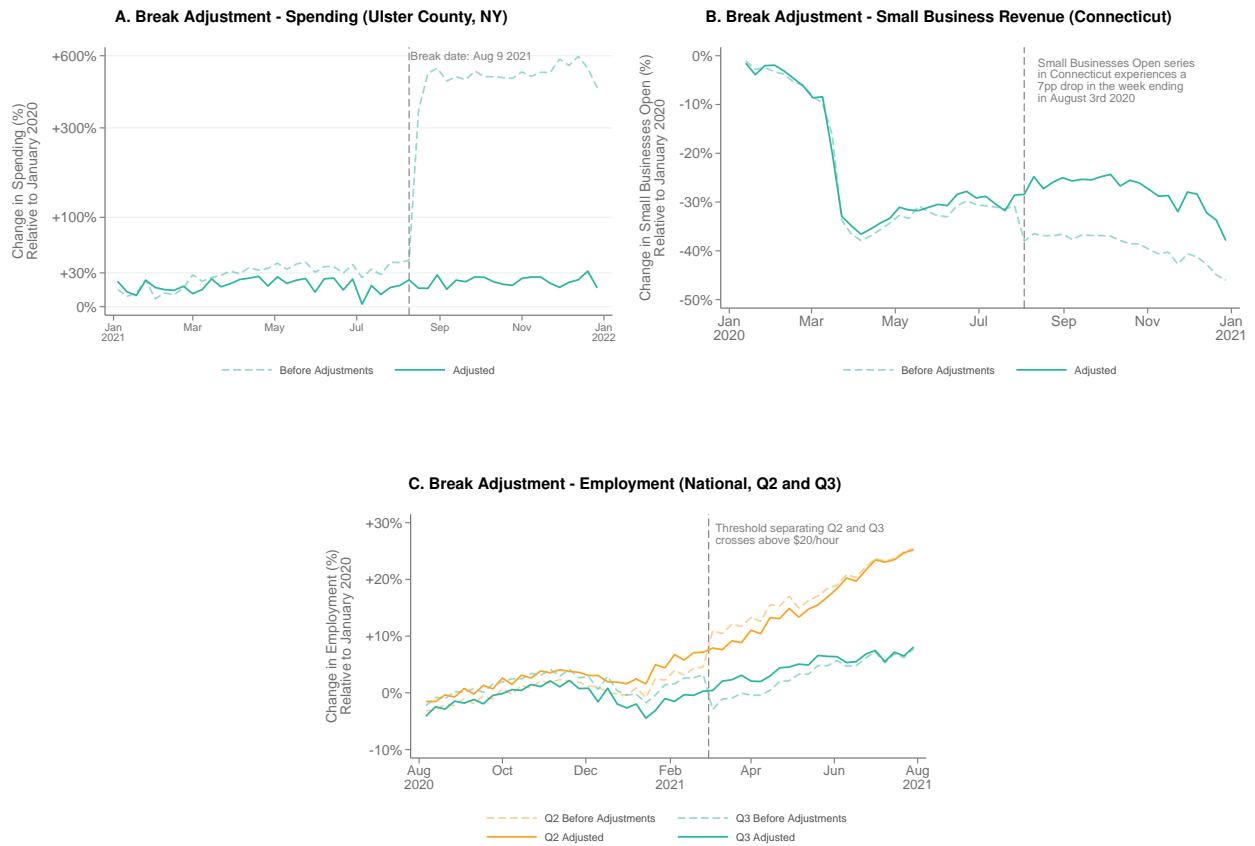 A. Break Adjustment - Spending (Ulster County, NY)
Change in Spending (%)
Relative to January 2020
+600%
+300%
+100%
+30%
0%
Break date: Aug 9 2021
Jan
2021
Mar
May
Jul
Sep
Nov
Jan
2022
Before Adjustments
Adjusted
B. Break Adjustment - Small Business Revenue (Connecticut)
Change in Small Businesses Open (%)
Relative to January 2020
0%
-10%
-20%
-30%
-40%
-50%
Small Businesses Open series
in Connecticut experiences a
7pp drop in the week ending
in August 3rd 2020
Jan
2020
Mar
May
Jul
Sep
Nov
Jan
2021
Before Adjustments
Adjusted
C. Break Adjustment - Employment (National, Q2 and Q3)
Change in Employment (%)
Relative to January 2020
+30%
+20%
+10%
0%
-10%
Threshold separating Q2 and Q3
crosses above $20/hour
Aug
2020
Oct
Dec
Feb
2021
Apr
Jun
Aug
2021
Q2 Before Adjustments
Q3 Before Adjustments
Q2 Adjusted
Q3 Adjusted